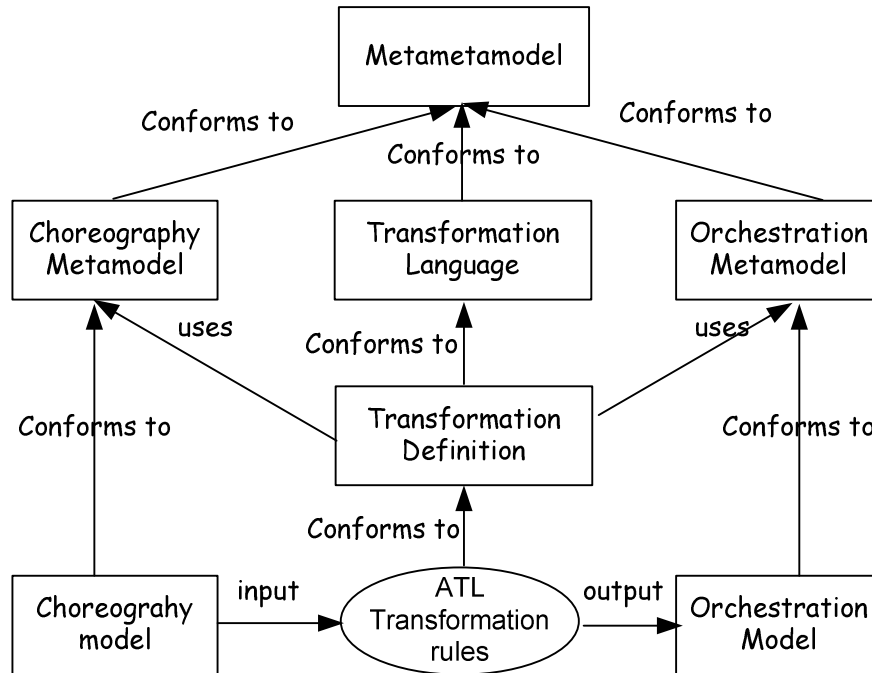 Metametamodel
Conforms to
Conforms to
Conforms to
Choreography
Metamodel
Transformation
Language
Orchestration
Metamodel
uses
uses
Conforms to
Transformation
Definition
Conforms to
Conforms to
Conforms to
Choreograhy
model
input
ATL
Transformation
rules
output
Orchestration
Model